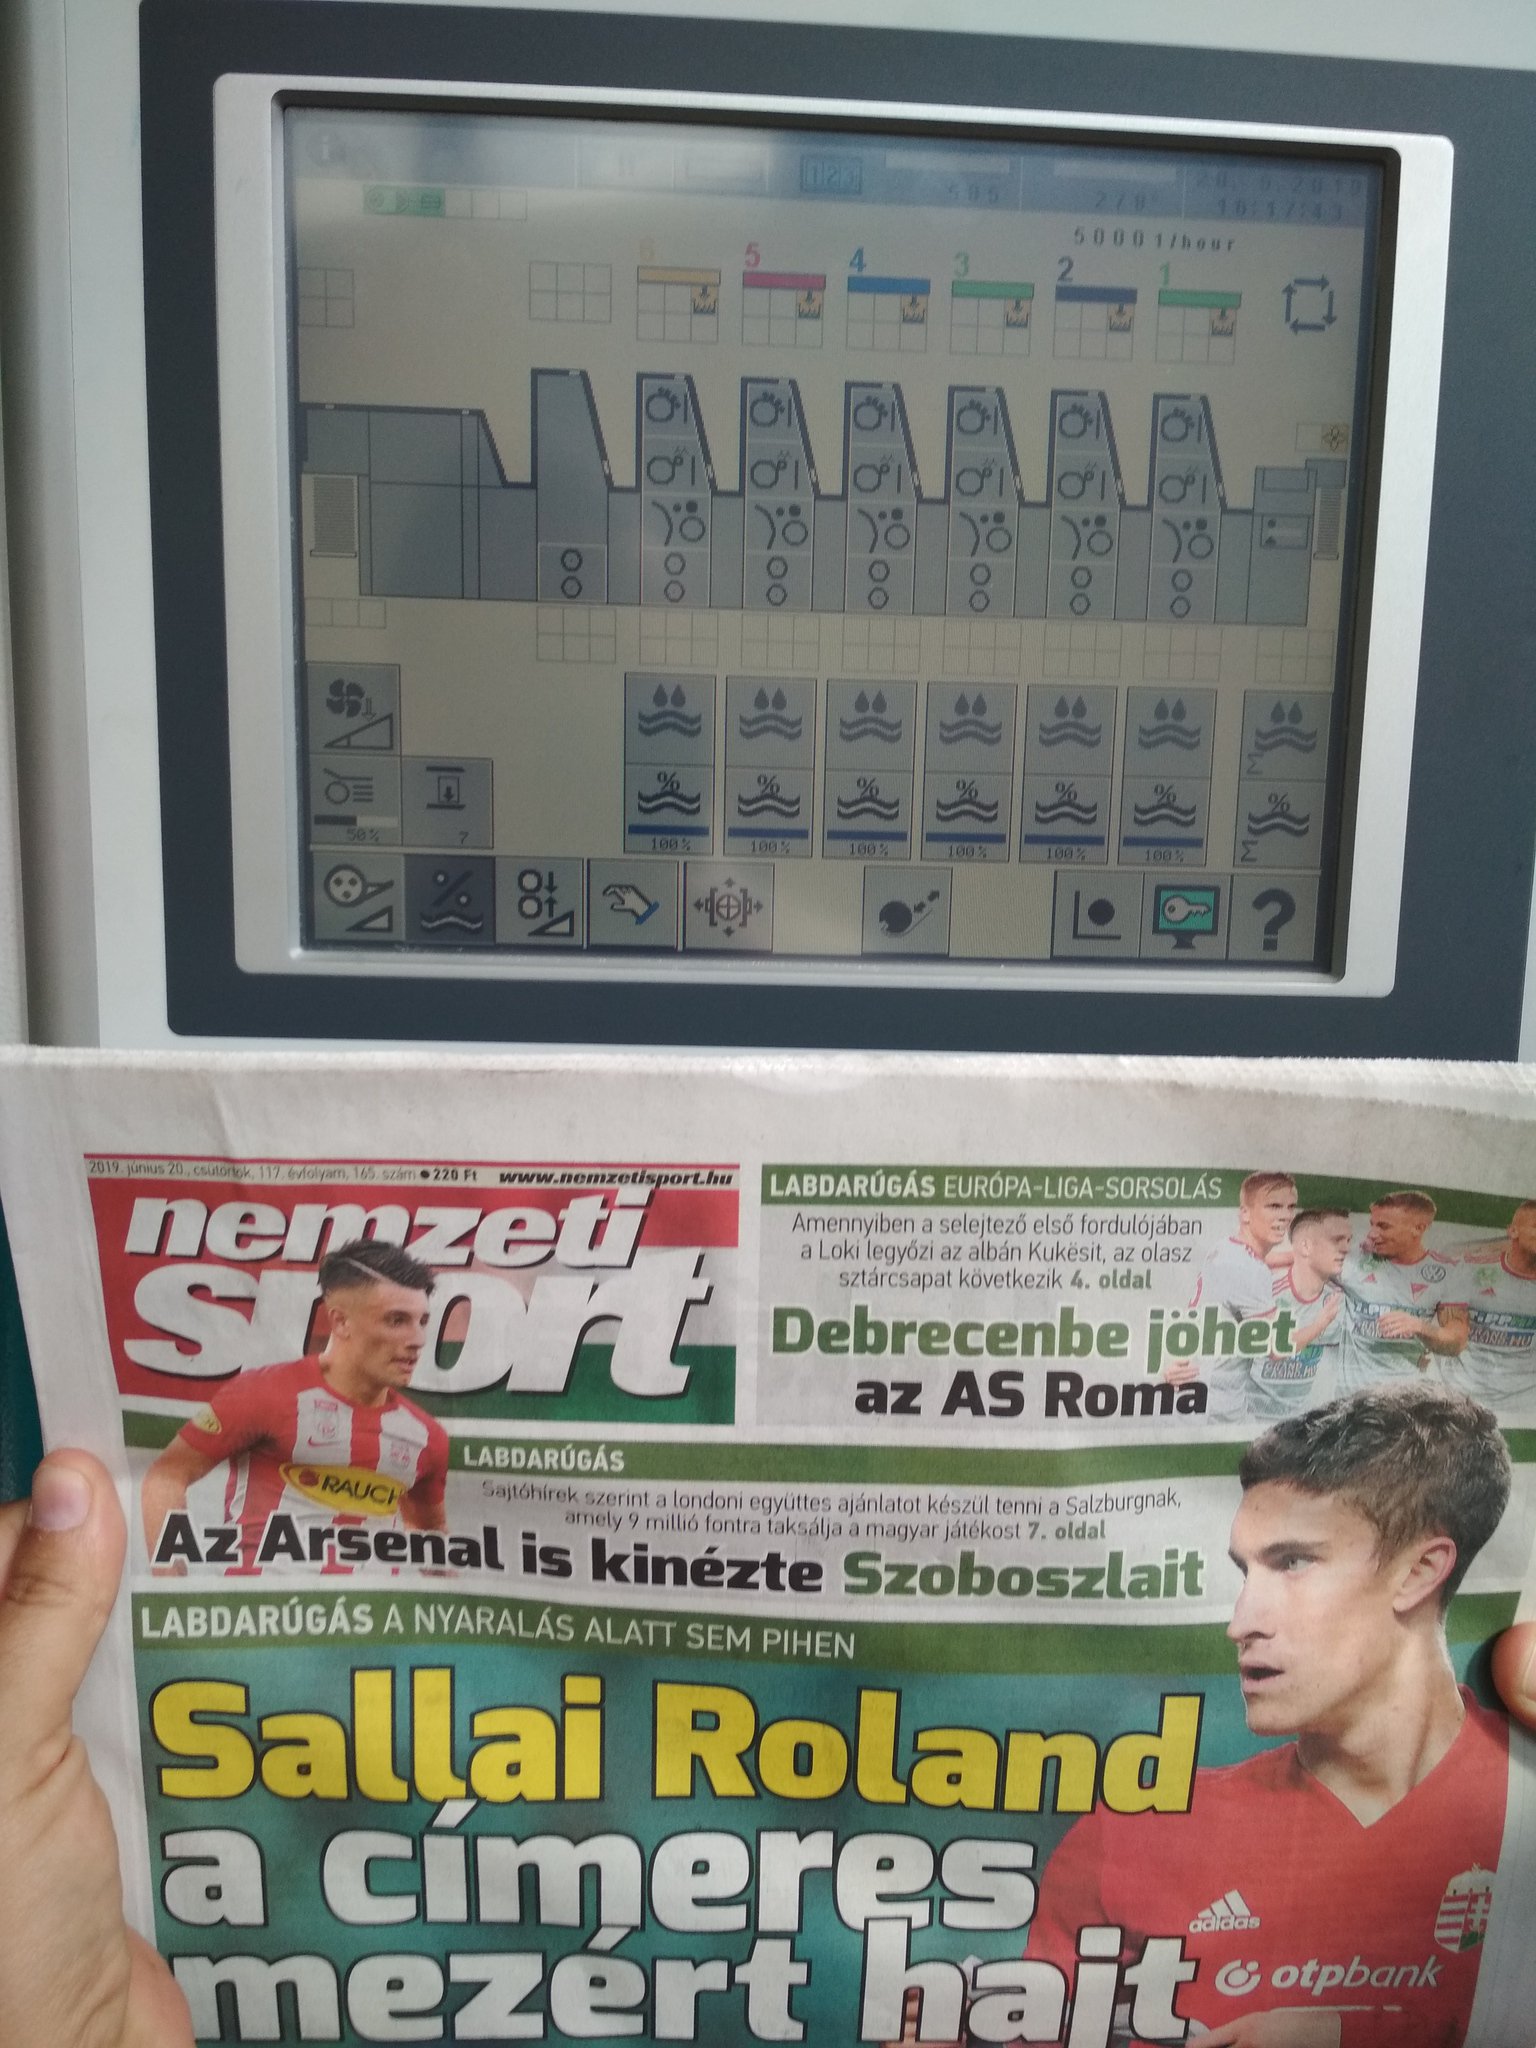 123
5000 1/hour
6 5 4 3 2 1
% % % % % % %
50% 7 100% 100% 100% 100% 100% 100%
M
M
%
?
2019. június 20., csütörtök, 117. évfolyam, 165. szám • 220 Ft www.nemzetisport.hu
nemzeti
sport
LABDARÚGÁS EURÓPA-LIGA-SORSOLÁS
Amennyiben a selejtező első fordulójában
a Loki legyőzi az albán Kukësit, az olasz
sztárcsapat következik 4. oldal
Debrecenbe jöhet
az AS Roma
RAUCH
LABDARÚGÁS
Sajtóhírek szerint a londoni együttes ajánlatot készül tenni a Salzburgnak,
amely 9 millió fontra taksálja a magyar játékost 7. oldal
Az Arsenal is kinézte Szoboszlait
LABDARÚGÁS A NYARALÁS ALATT SEM PIHEN
Sallai Roland
a címeres
mezért hajt
adidas
otpbank